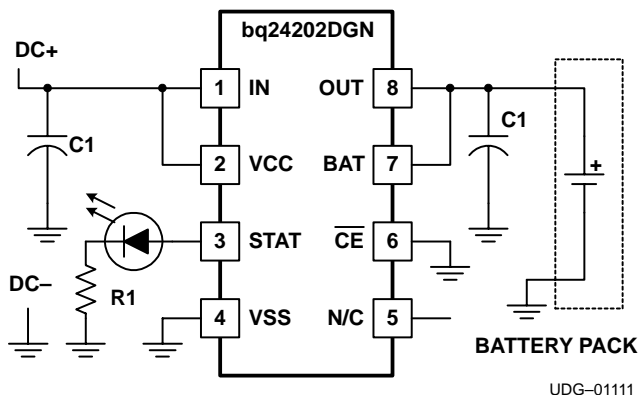 bq24202DGN
DC+
1 IN OUT 8
C1 C1
2 VCC BAT 7
+
3 STAT CE 6
DC– R1
4 VSS N/C 5
BATTERY PACK
UDG–01111